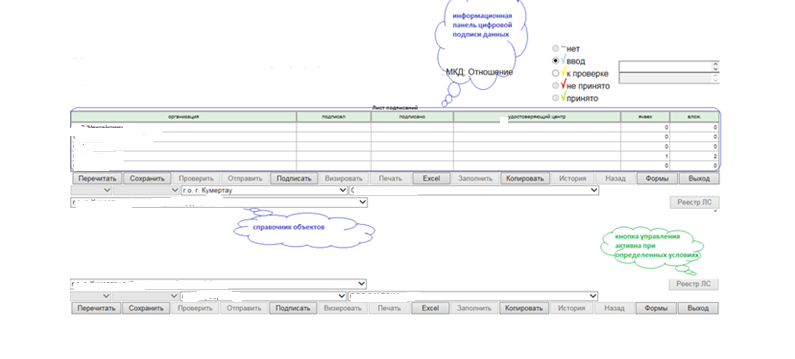 информационная
панель цифровой
подписи данных
нет
ввод
МКД, Отношение
к проверке
не принято
принято
Лист подписаний
организация подписал подписано удостоверяющий центр ячеек влож.
0 0
0 0
0 0
1 2
0 0
Перечитать Сохранить Проверить Отправить Подписать Визировать Печать Excel Заполнить Копировать История Назад Формы Выход
г.о. г. Кумертау
Реестр ЛС
справочник объектов
кнопка управления
активна при
определенных условиях
Реестр ЛС
Перечитать Сохранить Проверить Отправить Подписать Визировать Печать Excel Заполнить Копировать История Назад Формы Выход